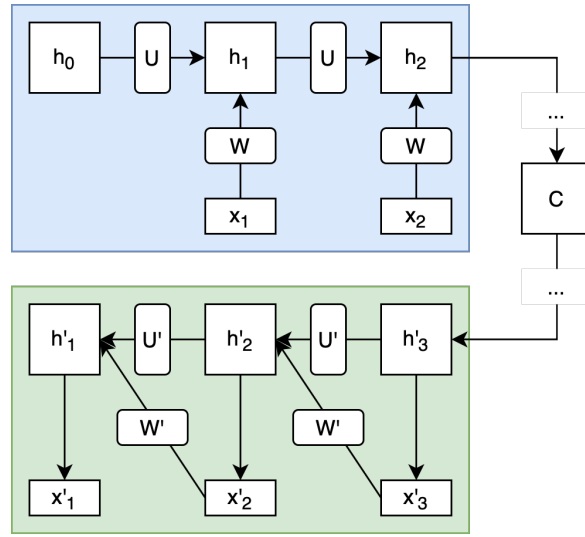 h0 U h1 U h2
...
W W
C
x1 x2
...
h'1 U' h'2 U' h'3
W' W'
x'1 x'2 x'3